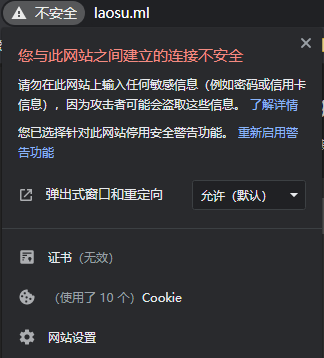 不安全 laosu.ml
您与此网站之间建立的连接不安全
请勿在此网站上输入任何敏感信息（例如密码或信用卡
信息），因为攻击者可能会盗取这些信息。 了解详情
您已选择针对此网站停用安全警告功能。 重新启用警
告功能
弹出式窗口和重定向 允许（默认）
证书（无效）
（使用了 10 个）Cookie
网站设置